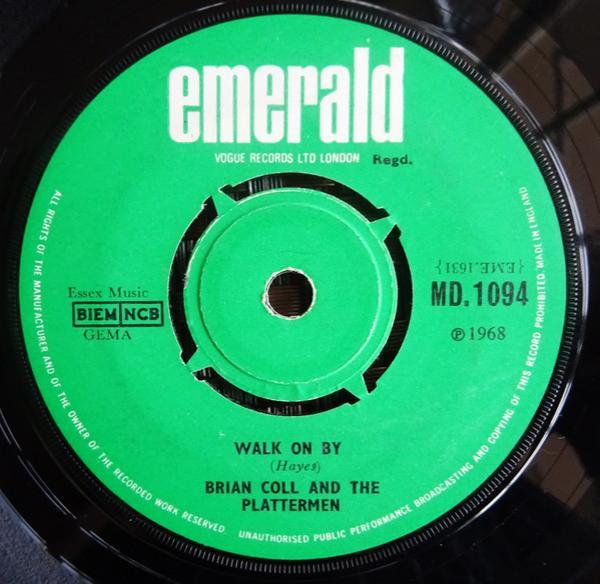 emerald
VOGUE RECORDS LTD LONDON Regd.
Essex Music
BIEM NCB
GEMA
{EME.1631}
MD.1094
℗ 1968
WALK ON BY
(Hayes)
BRIAN COLL AND THE
PLATTERMEN
ALL RIGHTS OF THE MANUFACTURER AND OF THE OWNER OF THE RECORDED WORK RESERVED. UNAUTHORISED PUBLIC PERFORMANCE BROADCASTING AND COPYING OF THIS RECORD PROHIBITED. MADE IN ENGLAND